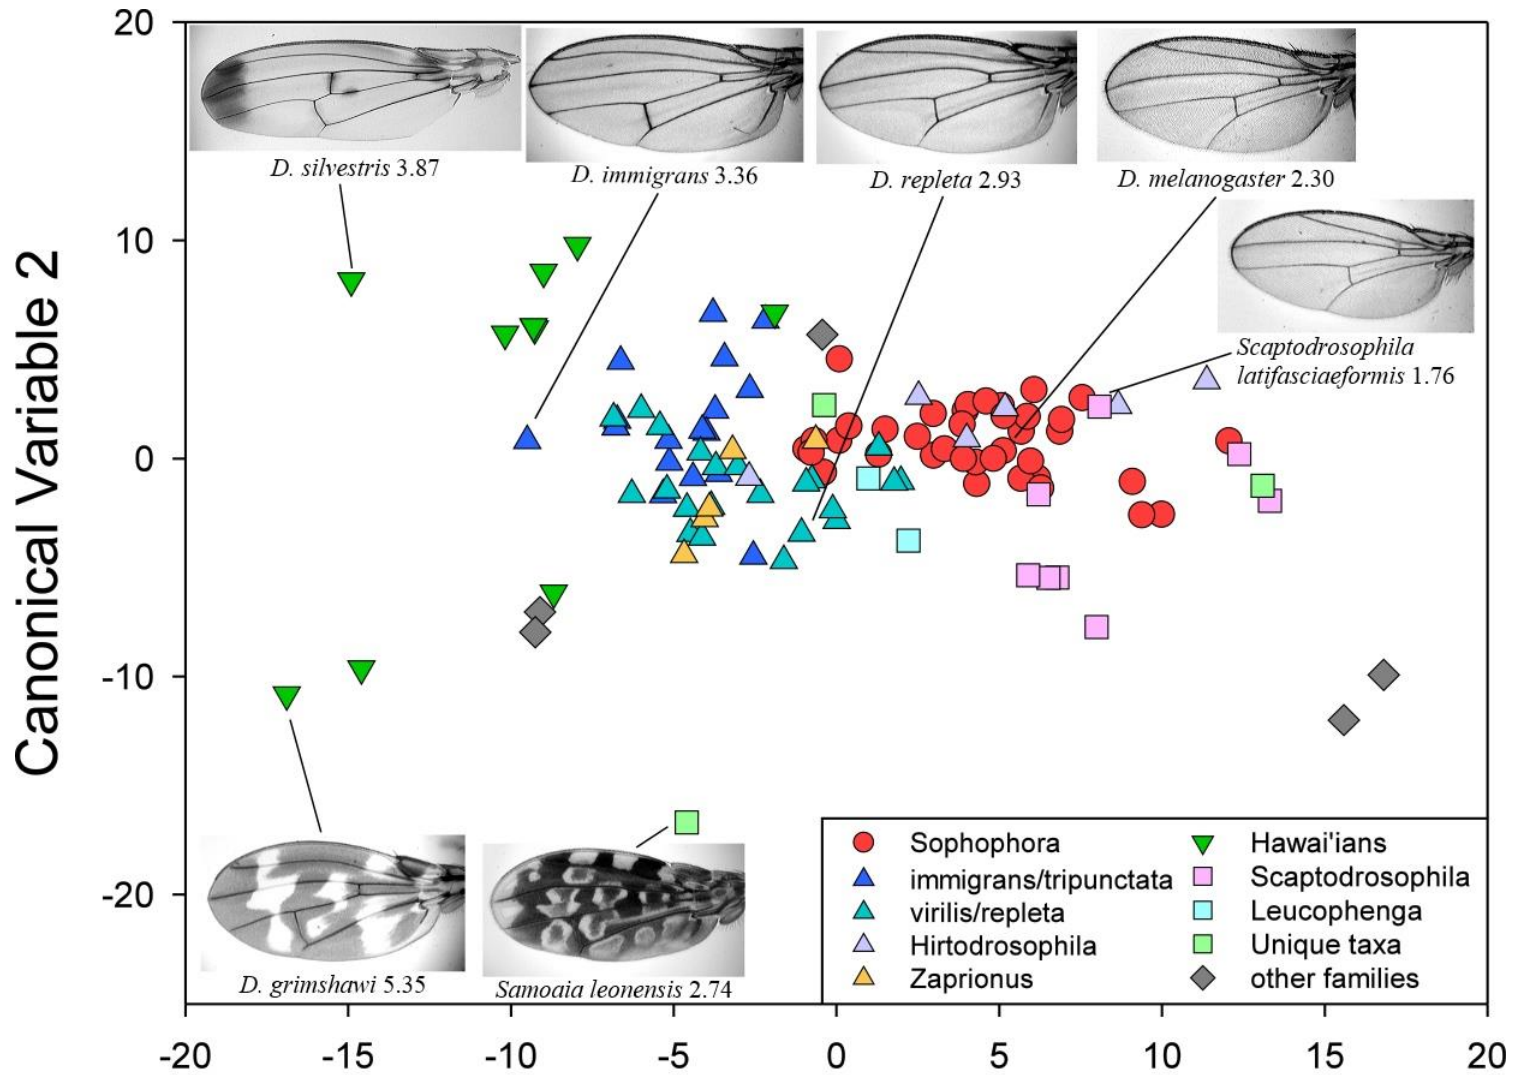 20
10
0
-10
-20
Canonical Variable 2
D. silvestris 3.87
D. immigrans 3.36
D. repleta 2.93
D. melanogaster 2.30
Scaptodrosophila
latifasciaeformis 1.76
D. grimshawi 5.35
Samoaia leonensis 2.74
Sophophora
immigrans/tripunctata
virilis/repleta
Hirtodrosophila
Zaprionus
Hawai'ians
Scaptodrosophila
Leucophenga
Unique taxa
other families
-20 -15 -10 -5 0 5 10 15 20